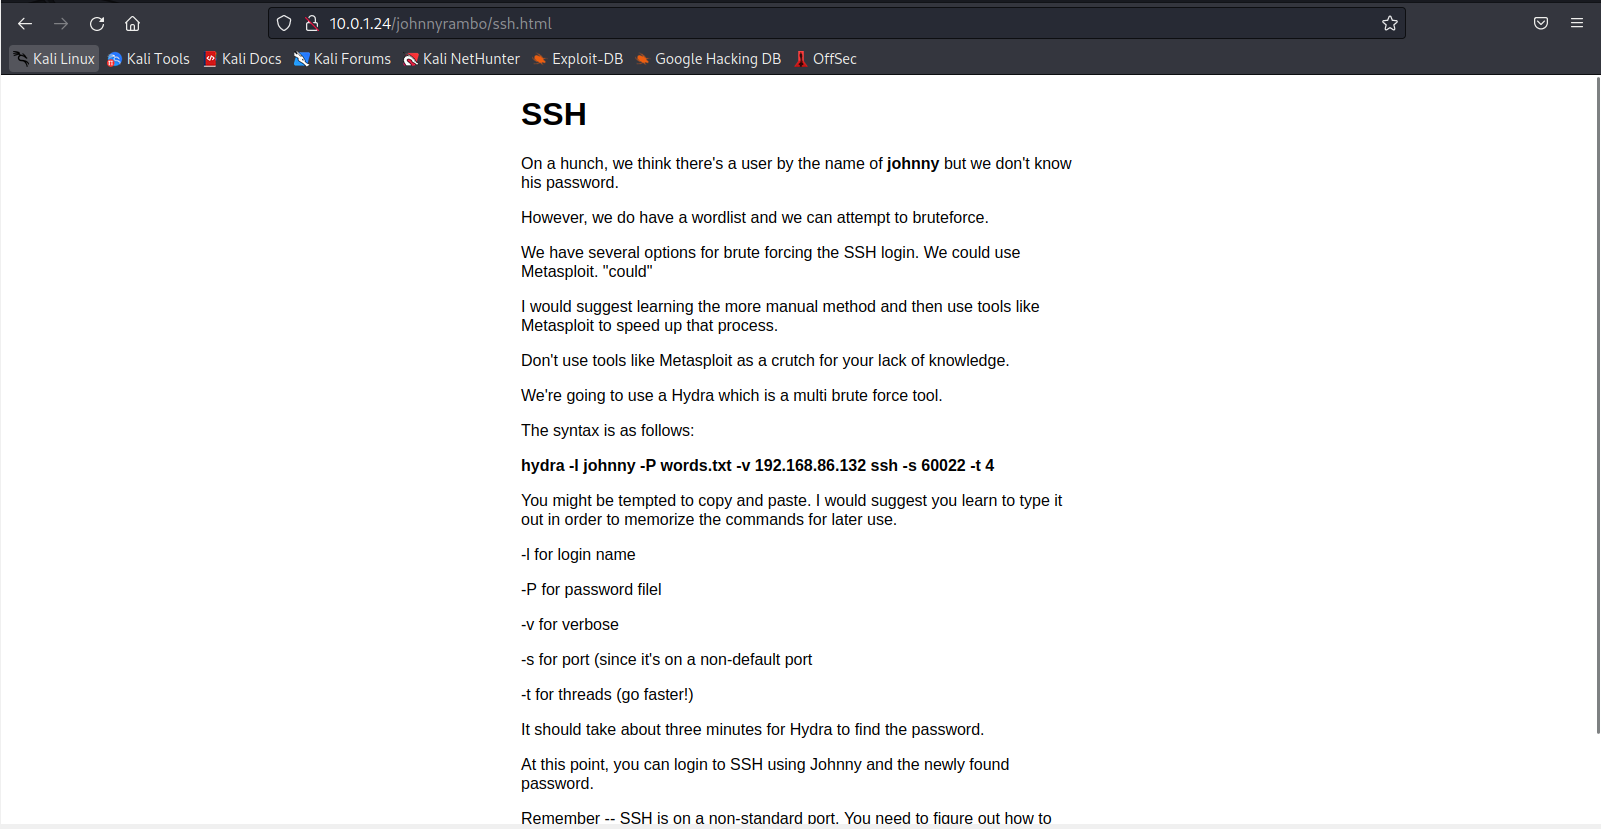 10.0.1.24/johnnyrambo/ssh.html
Kali Linux Kali Tools Kali Docs Kali Forums Kali NetHunter Exploit-DB Google Hacking DB OffSec
SSH
On a hunch, we think there's a user by the name of johnny but we don't know
his password.
However, we do have a wordlist and we can attempt to bruteforce.
We have several options for brute forcing the SSH login. We could use
Metasploit. "could"
I would suggest learning the more manual method and then use tools like
Metasploit to speed up that process.
Don't use tools like Metasploit as a crutch for your lack of knowledge.
We're going to use a Hydra which is a multi brute force tool.
The syntax is as follows:
hydra -l johnny -P words.txt -v 192.168.86.132 ssh -s 60022 -t 4
You might be tempted to copy and paste. I would suggest you learn to type it
out in order to memorize the commands for later use.
-l for login name
-P for password filel
-v for verbose
-s for port (since it's on a non-default port
-t for threads (go faster!)
It should take about three minutes for Hydra to find the password.
At this point, you can login to SSH using Johnny and the newly found
password.
Remember -- SSH is on a non-standard port. You need to figure out how to